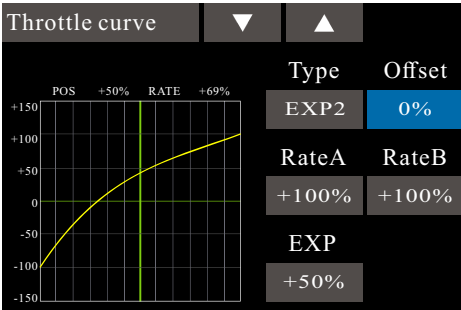 Throttle curve ▼ ▲
Type Offset
POS +50% RATE +69%
EXP2 0%
+150
+100
+50
0
-50
-100
-150
RateA RateB
+100% +100%
EXP
+50%